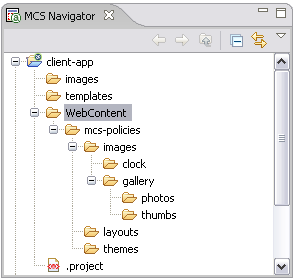 MCS Navigator
client-app
images
templates
WebContent
mcs-policies
images
clock
gallery
photos
thumbs
layouts
themes
.project